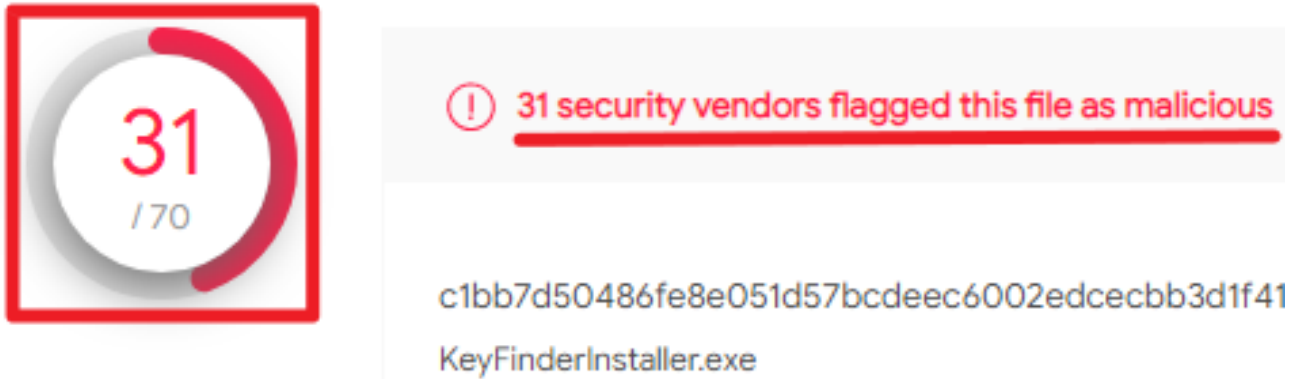 31
/ 70
31 security vendors flagged this file as malicious
c1bb7d50486fe8e051d57bcdeec6002edcecbb3d1f41
KeyFinderInstaller.exe